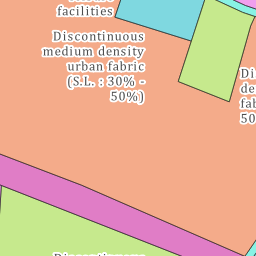 facilities
Discontinuous
medium density
urban fabric
(S.L. : 30% -
50%)
Di
de
fab
50